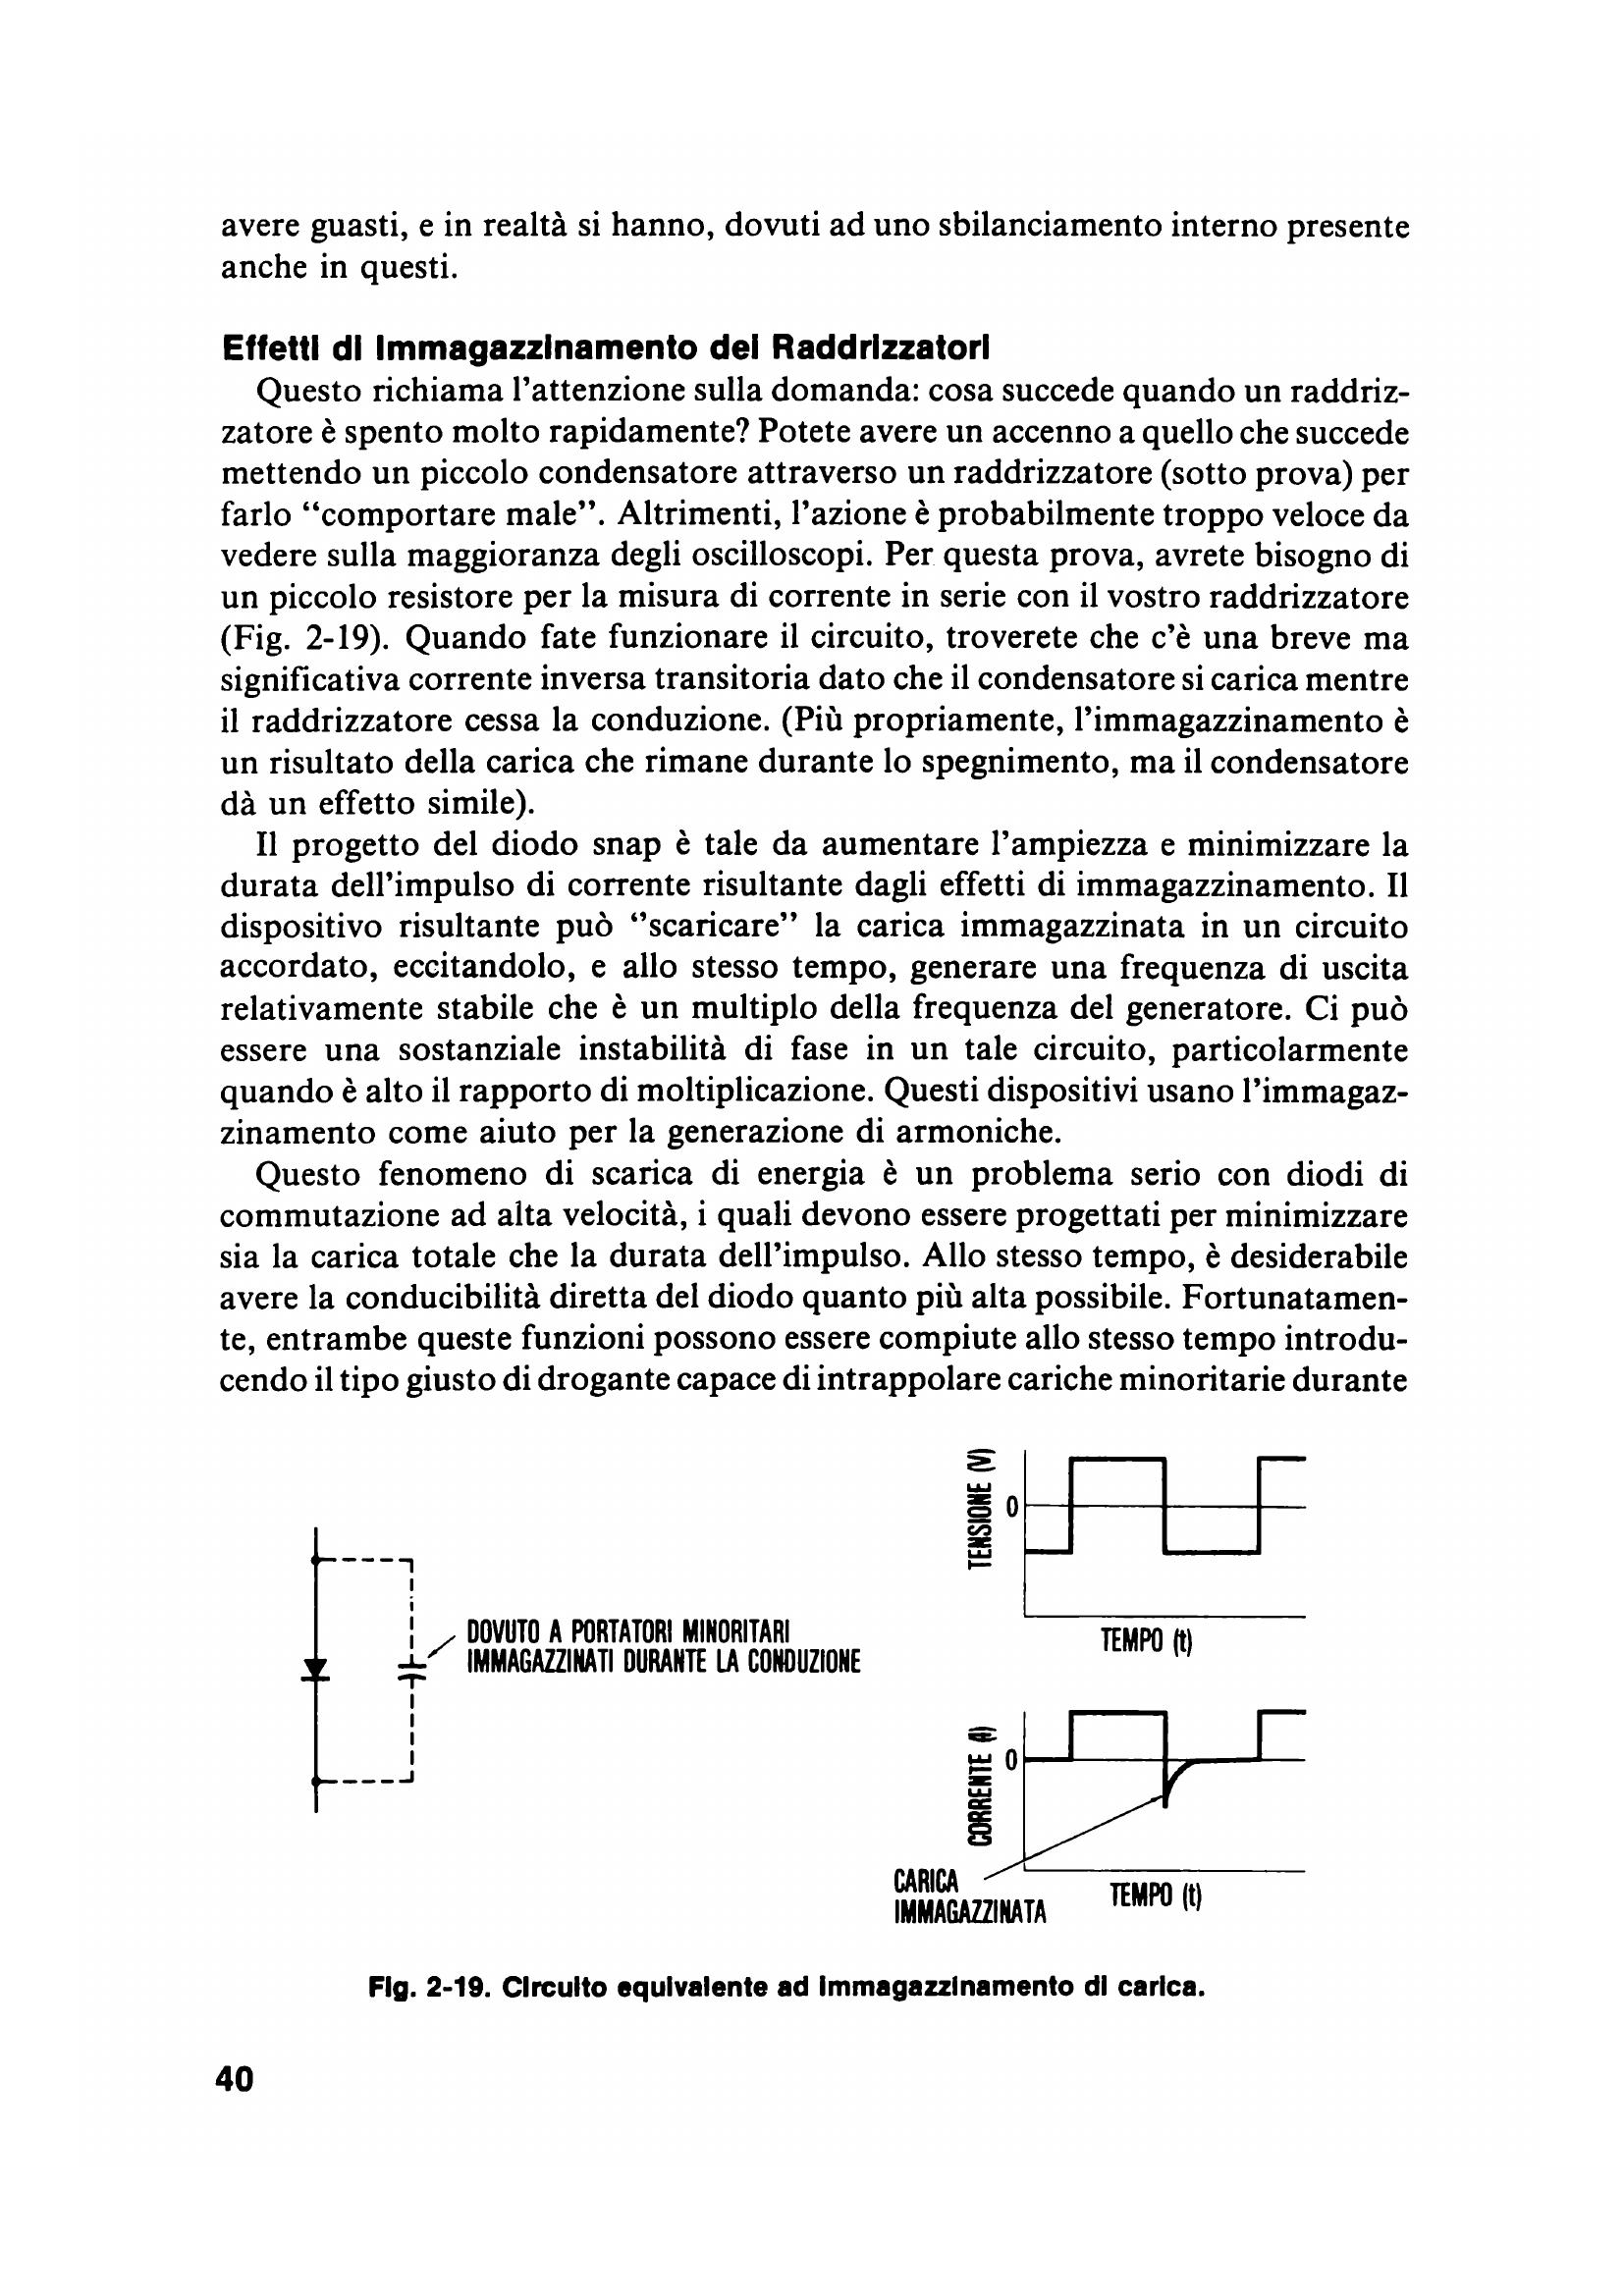 avere guasti, e in realtà si hanno, dovuti ad uno sbilanciamento interno presente
anche in questi.
Effetti di Immagazzinamento dei Raddrizzatori
Questo richiama l'attenzione sulla domanda: cosa succede quando un raddriz-
zatore è spento molto rapidamente? Potete avere un accenno a quello che succede
mettendo un piccolo condensatore attraverso un raddrizzatore (sotto prova) per
farlo “comportare male”. Altrimenti, l'azione è probabilmente troppo veloce da
vedere sulla maggioranza degli oscilloscopi. Per questa prova, avrete bisogno di
un piccolo resistore per la misura di corrente in serie con il vostro raddrizzatore
(Fig. 2-19). Quando fate funzionare il circuito, troverete che c'è una breve ma
significativa corrente inversa transitoria dato che il condensatore si carica mentre
il raddrizzatore cessa la conduzione. (Più propriamente, l'immagazzinamento è
un risultato della carica che rimane durante lo spegnimento, ma il condensatore
dà un effetto simile).
Il progetto del diodo snap è tale da aumentare l'ampiezza e minimizzare la
durata dell'impulso di corrente risultante dagli effetti di immagazzinamento. Il
dispositivo risultante può ‘’scaricare” la carica immagazzinata in un circuito
accordato, eccitandolo, e allo stesso tempo, generare una frequenza di uscita
relativamente stabile che è un multiplo della frequenza del generatore. Ci può
essere una sostanziale instabilità di fase in un tale circuito, particolarmente
quando è alto il rapporto di moltiplicazione. Questi dispositivi usano l'immagaz-
zinamento come aiuto per la generazione di armoniche.
Questo fenomeno di scarica di energia è un problema serio con diodi di
commutazione ad alta velocità, i quali devono essere progettati per minimizzare
sia la carica totale che la durata dell'impulso. Allo stesso tempo, è desiderabile
avere la conducibilità diretta del diodo quanto più alta possibile. Fortunatamen-
te, entrambe queste funzioni possono essere compiute allo stesso tempo introdu-
cendo il tipo giusto di drogante capace di intrappolare cariche minoritarie durante
DOVUTO A PORTATORI MINORITARI
IMMAGAZZINATI DURANTE LA CONDUZIONE
TENSIONE (V)
0
TEMPO (t)
CORRENTE (I)
0
CARICA
IMMAGAZZINATA
TEMPO (t)
Fig. 2-19. Circuito equivalente ad immagazzinamento di carica.
40